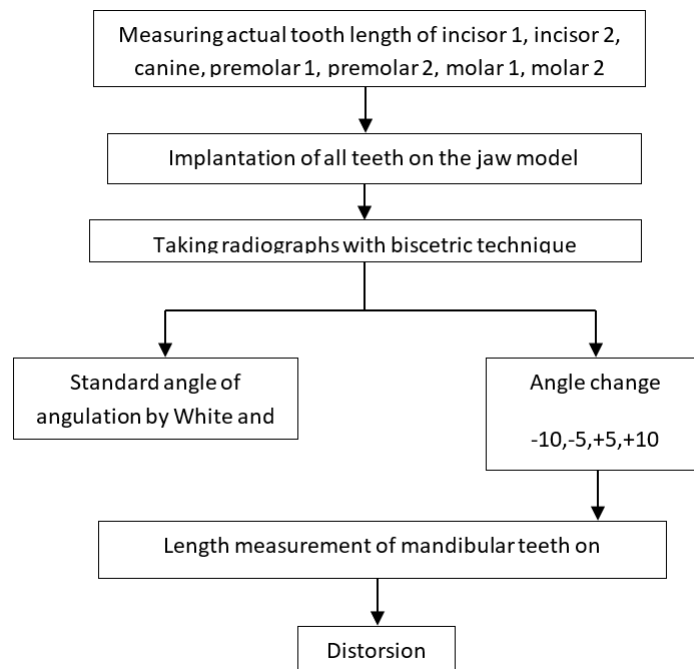 Measuring actual tooth length of incisor 1, incisor 2,
canine, premolar 1, premolar 2, molar 1, molar 2
Implantation of all teeth on the jaw model
Taking radiographs with biscetric technique
Standard angle of
angulation by White and
Angle change
-10,-5,+5,+10
Length measurement of mandibular teeth on
Distorsion